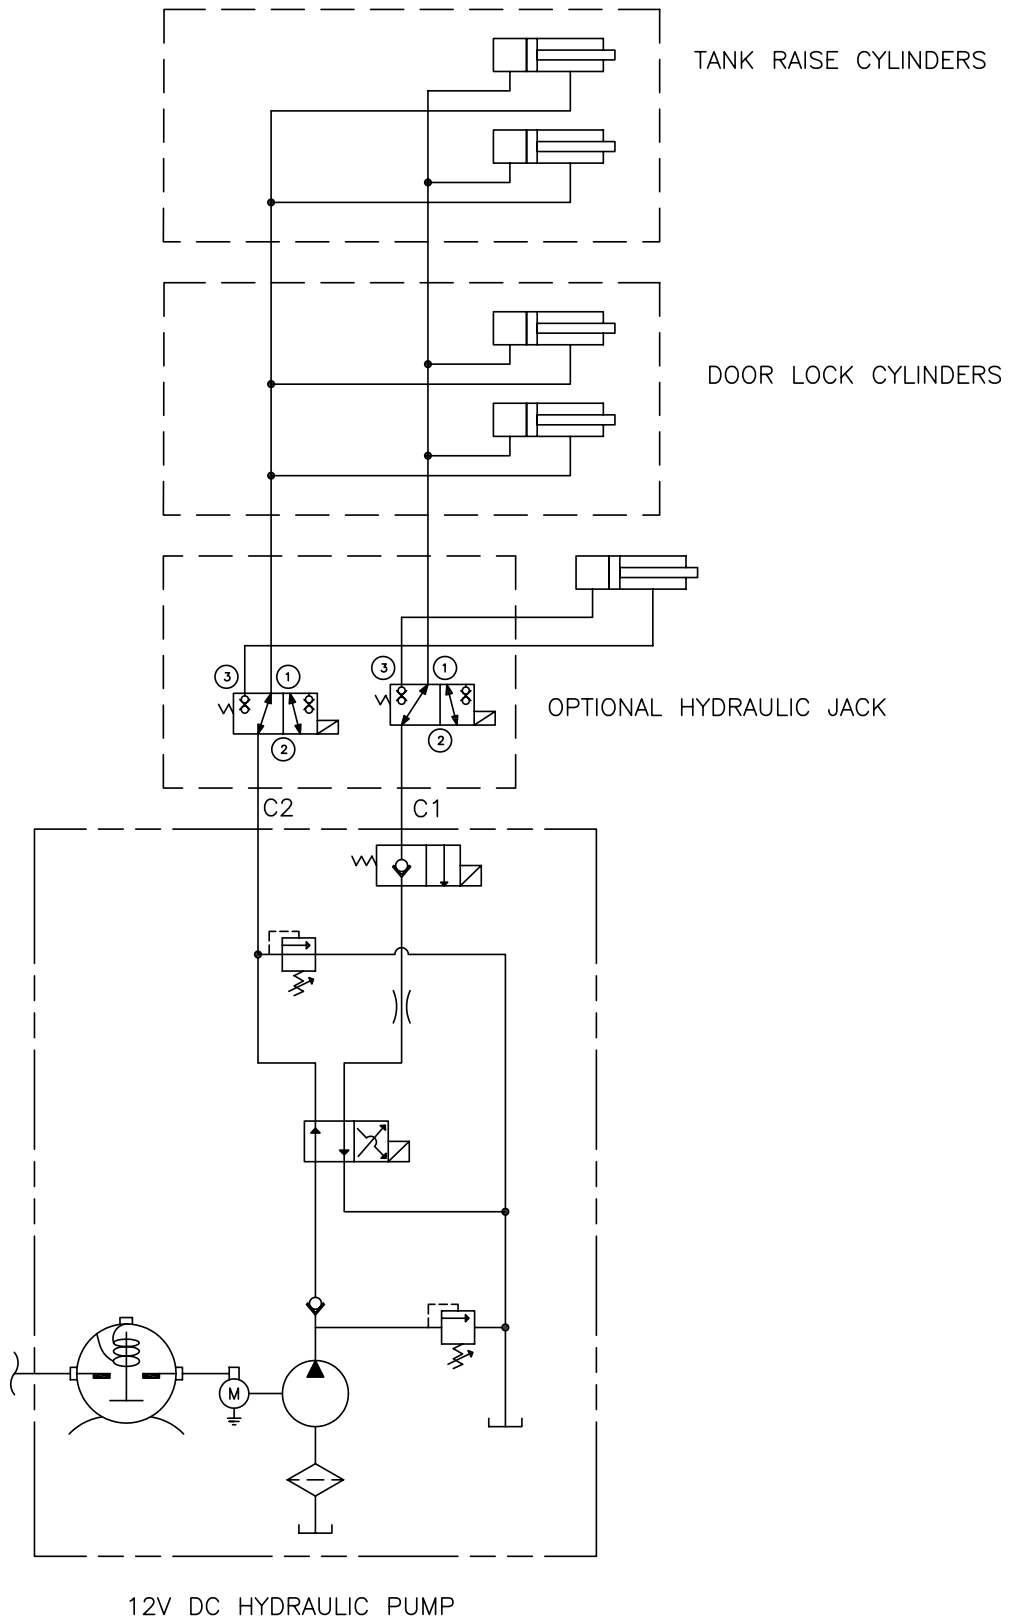 TANK RAISE CYLINDERS
DOOR LOCK CYLINDERS
3 1
3 1
2
2
OPTIONAL HYDRAULIC JACK
C2 C1
M
12V DC HYDRAULIC PUMP